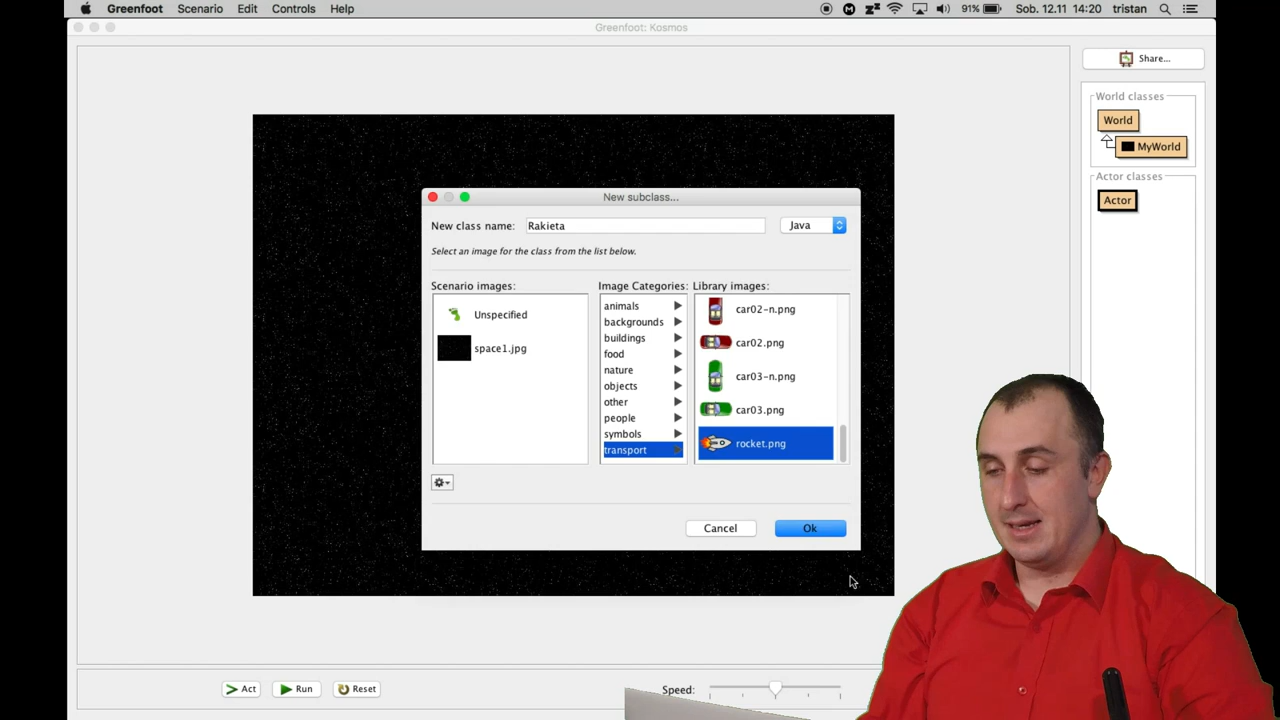 Greenfoot Scenario Edit Controls Help 91% Sob. 12.11 14:20 tristan
Greenfoot: Kosmos
Share...
World classes
World
MyWorld
Actor classes
Actor
New subclass...
New class name: Rakieta Java
Select an image for the class from the list below.
Scenario images: Image Categories: Library images:
Unspecified
space1.jpg
animals
backgrounds
buildings
food
nature
objects
other
people
symbols
transport
car02-n.png
car02.png
car03-n.png
car03.png
rocket.png
Cancel Ok
Act Run Reset Speed: